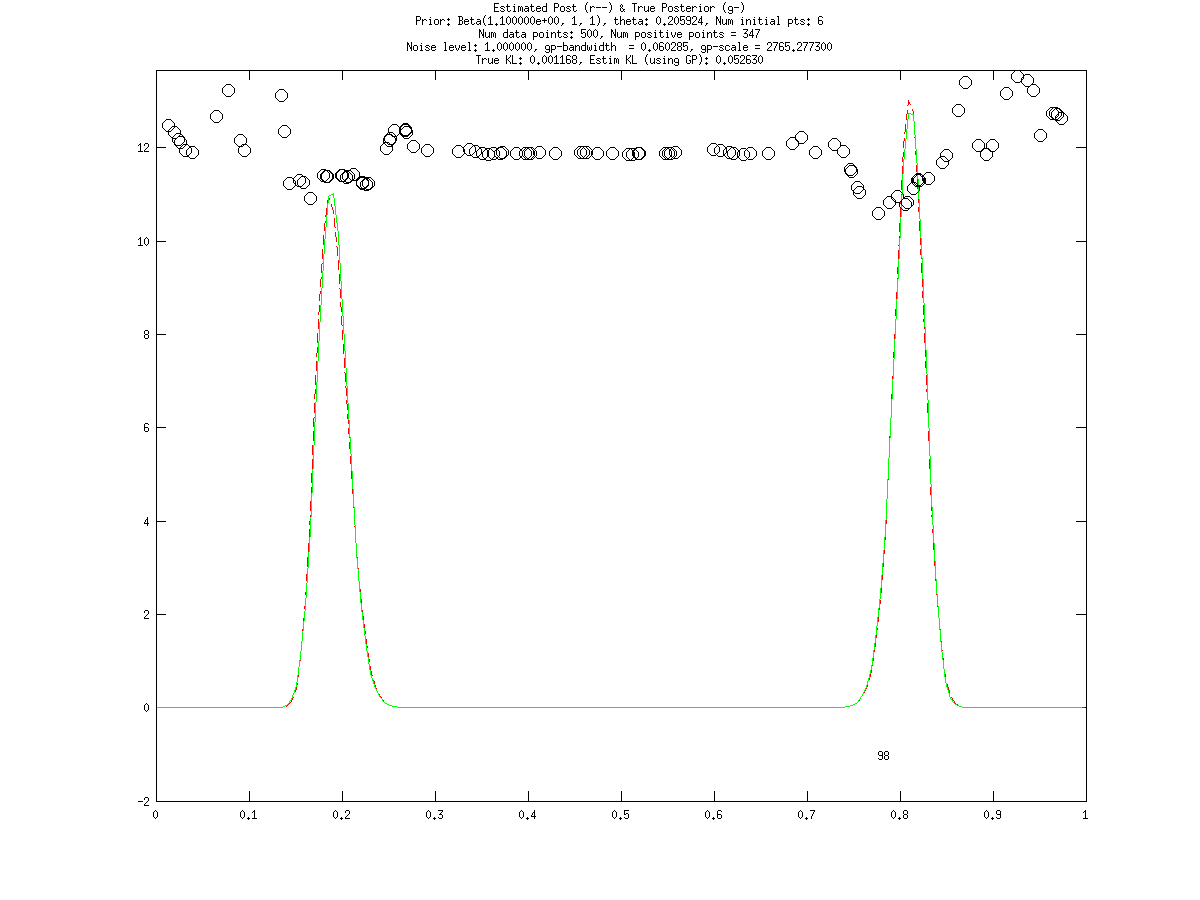 Estimated Post (r--) & True Posterior (g-)
Prior: Beta(1.100000e+00, 1, 1), theta: 0.205924, Num initial pts: 6
Num data points: 500, Num positive points = 347
Noise level: 1.000000, gp-bandwidth  = 0.060285, gp-scale = 2765.277300
True KL: 0.001168, Estim KL (using GP): 0.052630
12
10
8
6
4
2
0
98
-2
0 0.1 0.2 0.3 0.4 0.5 0.6 0.7 0.8 0.9 1